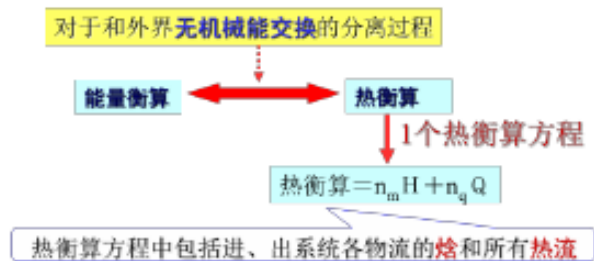 对于和外界无机械能交换的分离过程
能量衡算
热衡算
1个热衡算方程
热衡算=nmH+nqQ
热衡算方程中包括进、出系统各物流的焓和所有热流